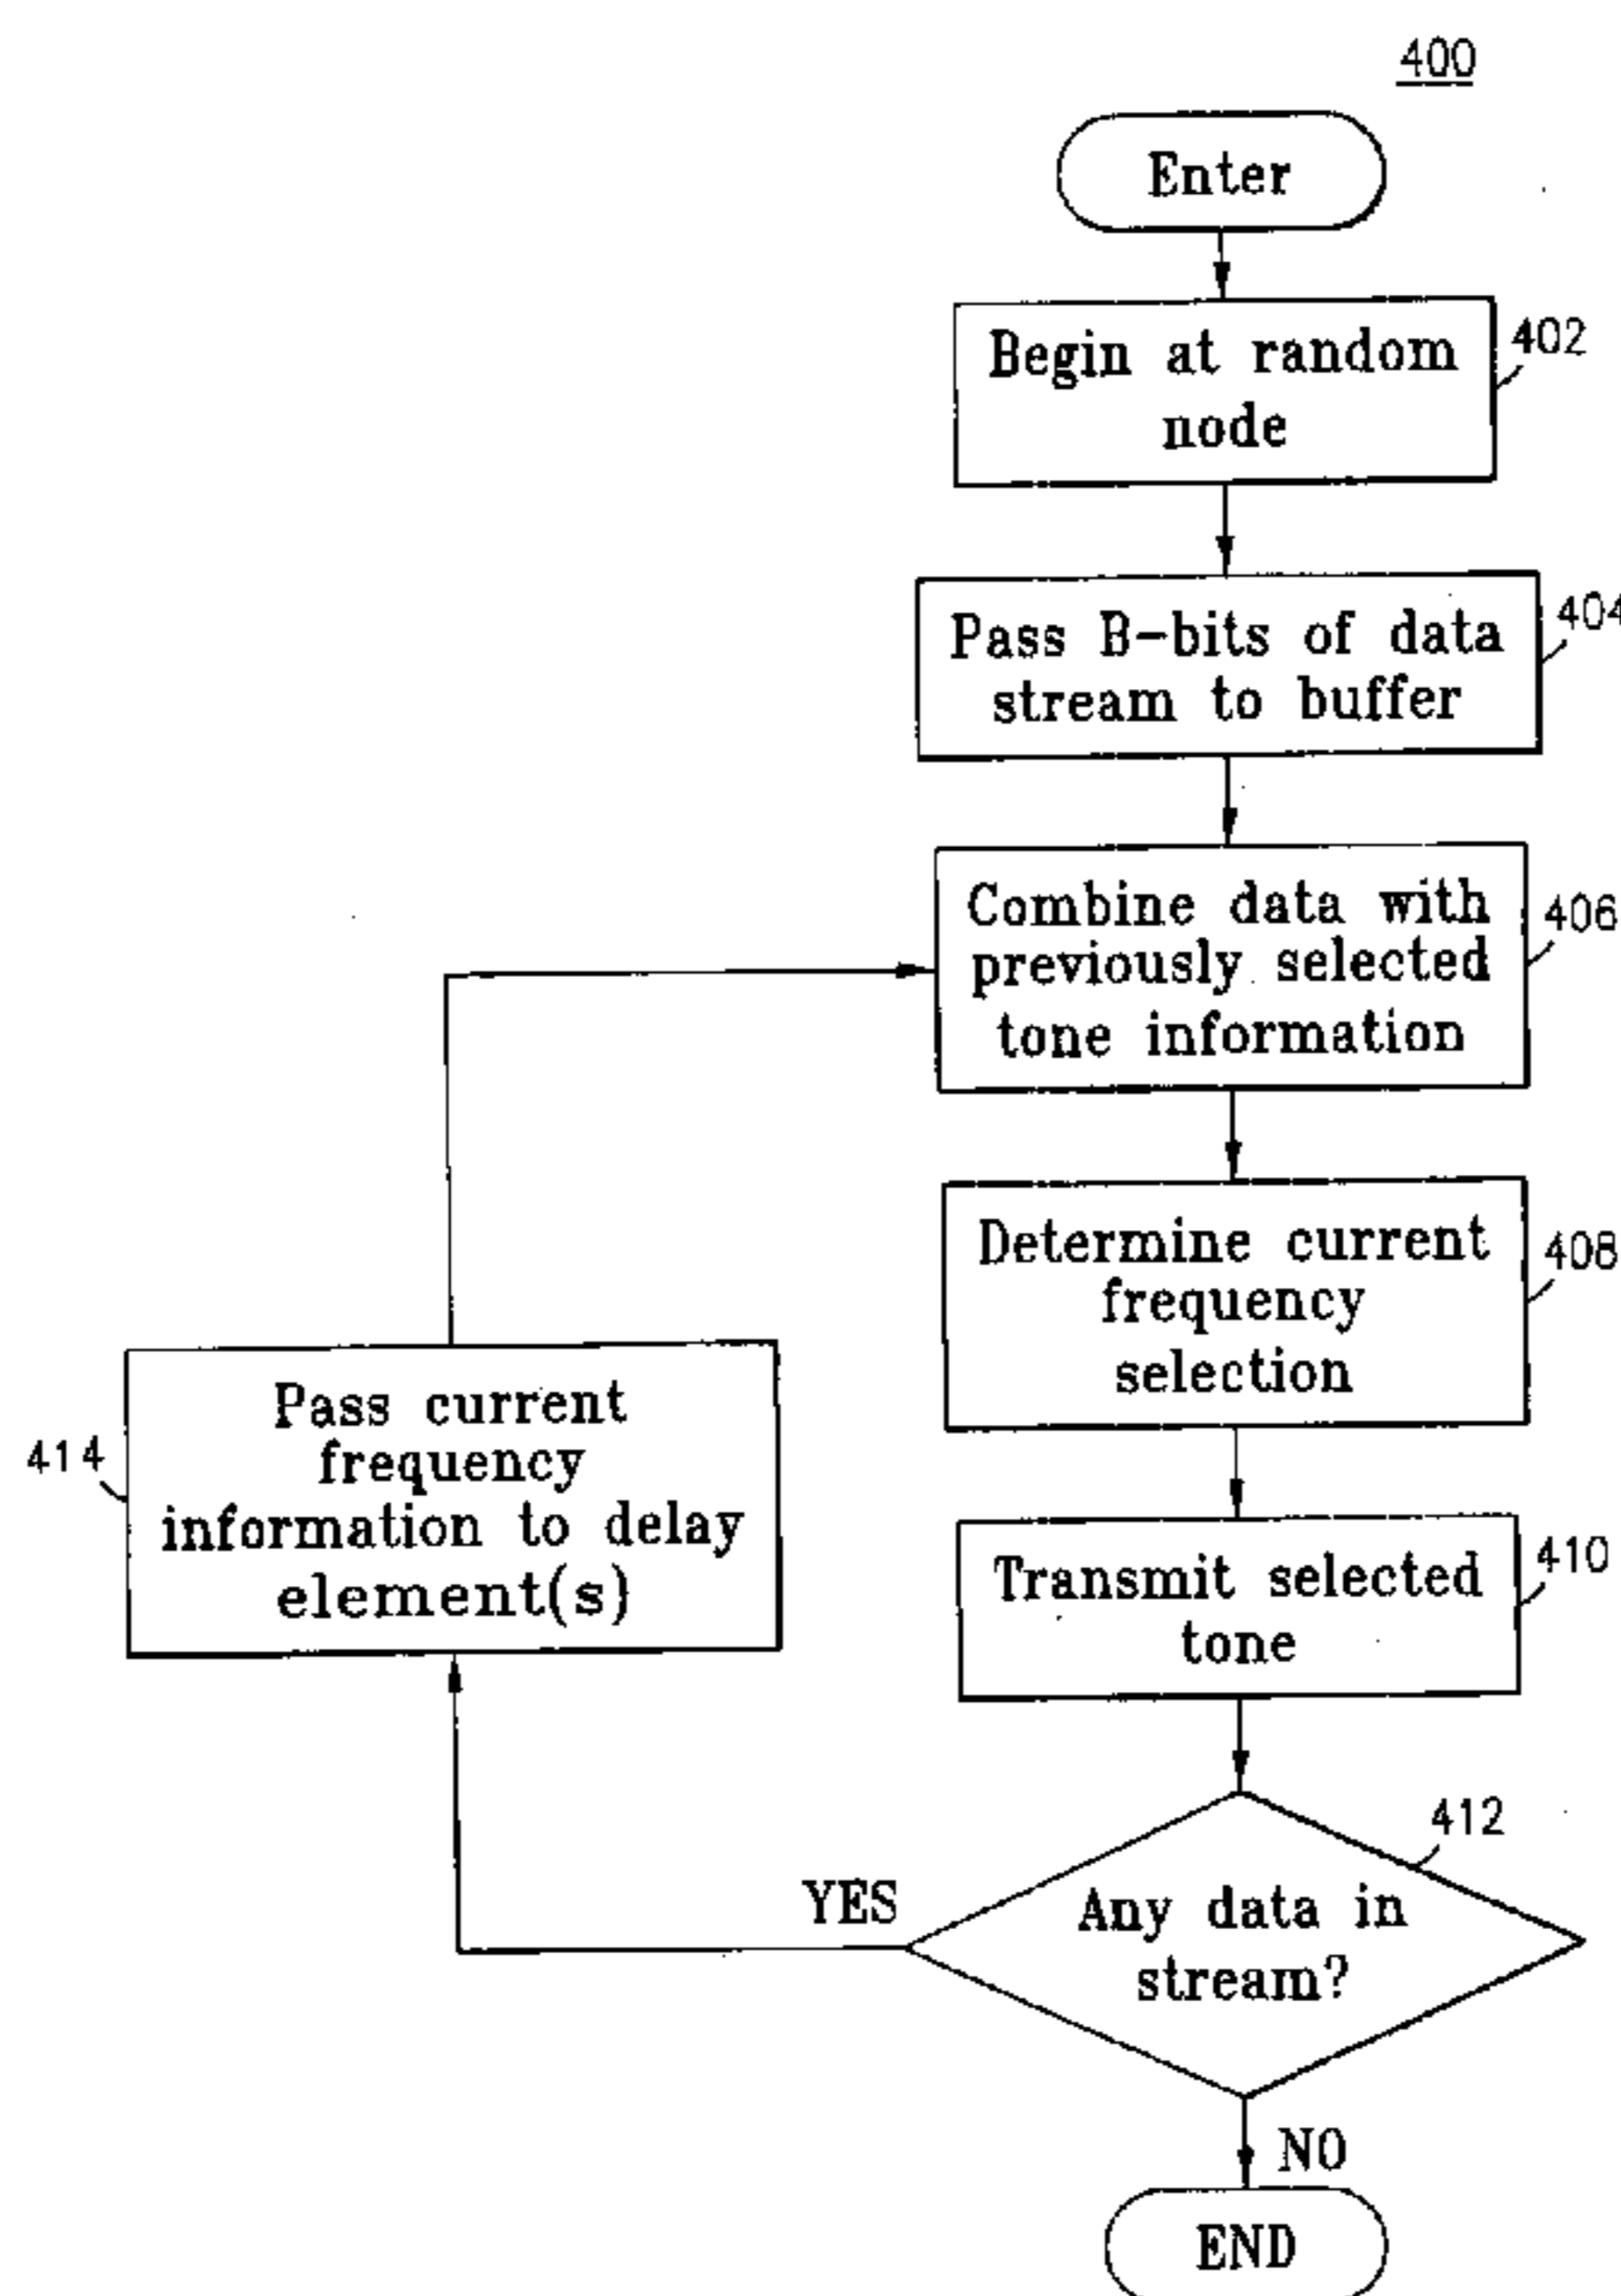 400
Enter
Begin at random
node
402
Pass B-bits of data
stream to buffer
404
Combine data with
previously selected
tone information
406
Determine current
frequency
selection
408
Transmit selected
tone
410
Any data in
stream?
412
YES
Pass current
frequency
information to delay
element(s)
414
NO
END